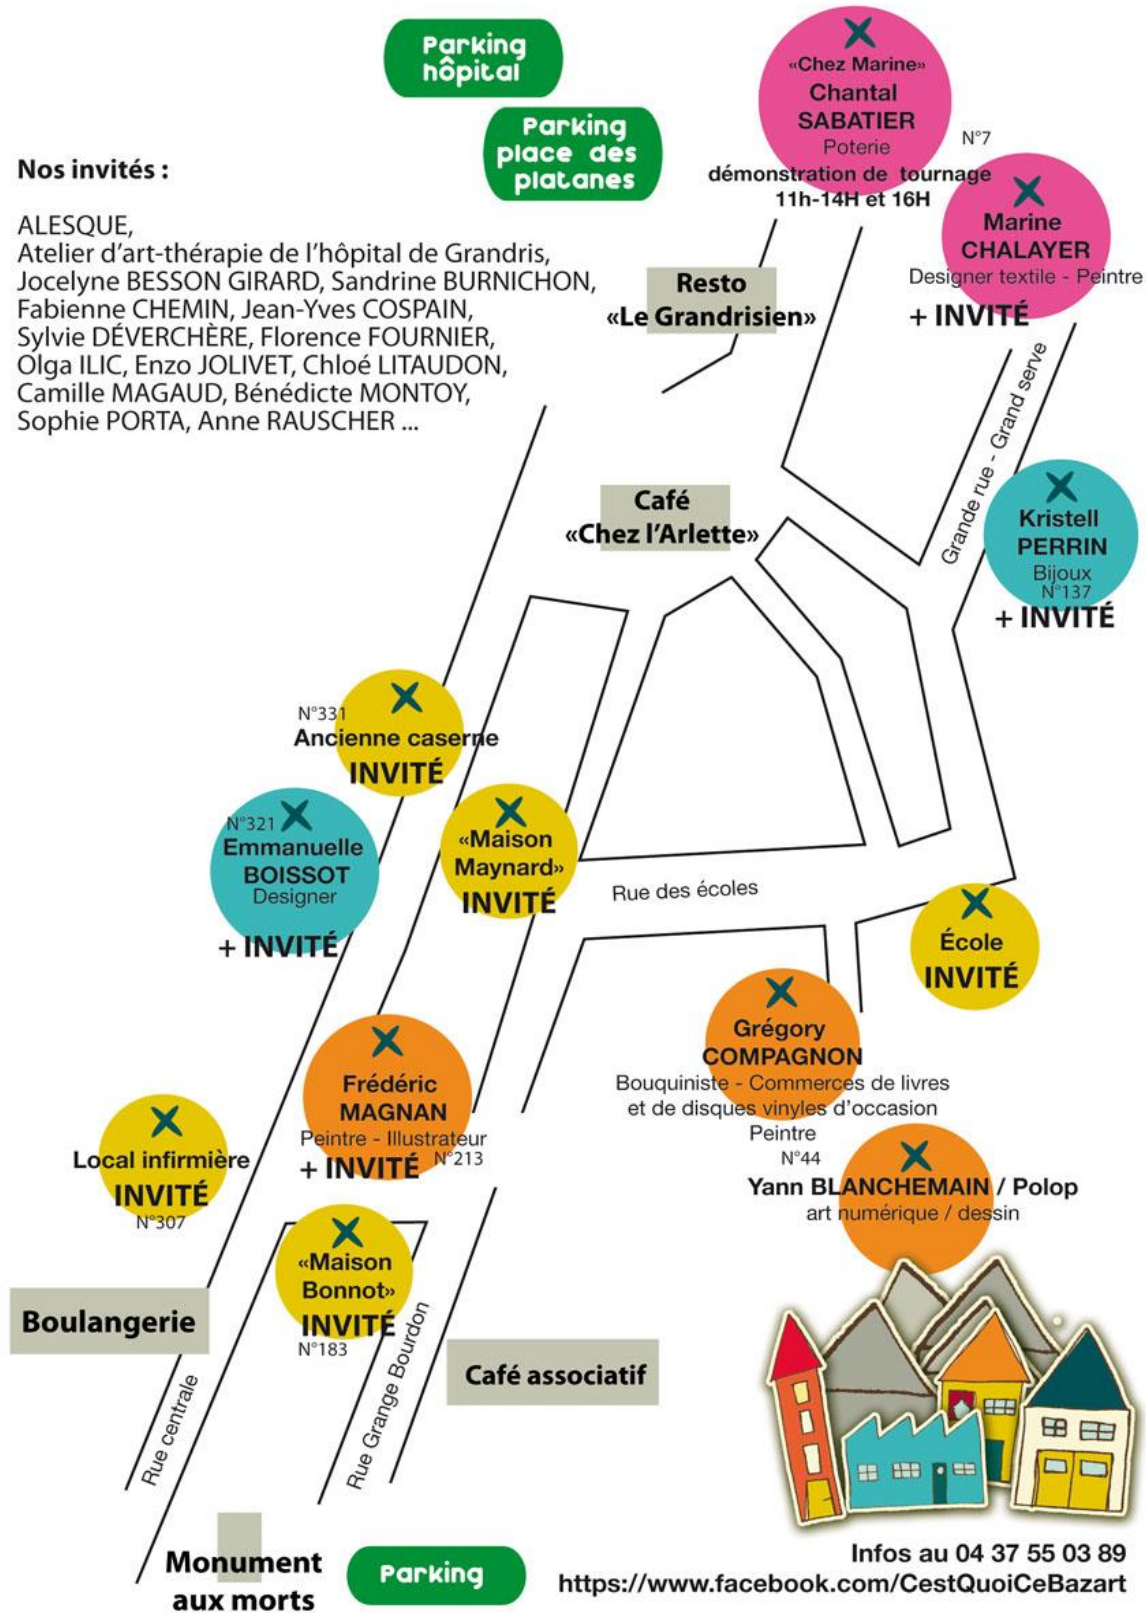 Parking
hôpital
Parking
place des
platanes
«Chez Marine»
Chantal
SABATIER
Poterie
démonstration de tournage
11h-14H et 16H
N°7
Marine
CHALAYER
Designer textile - Peintre
+ INVITÉ
Nos invités :
ALESQUE,
Atelier d'art-thérapie de l'hôpital de Grandris,
Jocelyne BESSON GIRARD, Sandrine BURNICHON,
Fabienne CHEMIN, Jean-Yves COSPAIN,
Sylvie DÉVERCHÈRE, Florence FOURNIER,
Olga ILIC, Enzo JOLIVET, Chloé LITAUDON,
Camille MAGAUD, Bénédicte MONTOY,
Sophie PORTA, Anne RAUSCHER ...
Resto
«Le Grandrisien»
Grande rue - Grand serve
Café
«Chez l'Arlette»
Kristell
PERRIN
Bijoux
N°137
+ INVITÉ
N°331
Ancienne caserne
INVITÉ
N°321
Emmanuelle
BOISSOT
Designer
+ INVITÉ
«Maison
Maynard»
INVITÉ
Rue des écoles
École
INVITÉ
Grégory
COMPAGNON
Bouquiniste - Commerces de livres
et de disques vinyles d'occasion
Peintre
N°44
Frédéric
MAGNAN
Peintre - Illustrateur
+ INVITÉ N°213
Local infirmière
INVITÉ
N°307
Yann BLANCHEMAIN / Polop
art numérique / dessin
«Maison
Bonnot»
INVITÉ
N°183
Boulangerie
Café associatif
Rue centrale
Rue Grange Bourdon
Monument
aux morts
Parking
Infos au 04 37 55 03 89
https://www.facebook.com/CestQuoiCeBazart